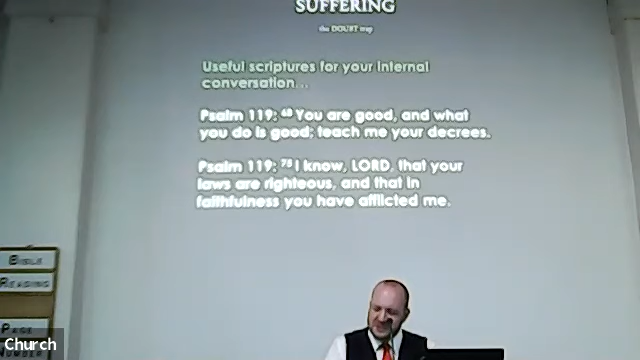 SUFFERING
the DOUBT trap
Useful scriptures for your internal
conversation...
Psalm 119: 68 You are good, and what
you do is good; teach me your decrees.
Psalm 119: 75 I know, LORD, that your
laws are righteous, and that in
faithfulness you have afflicted me.
BIBLE
READING
PAGE
NUMBER
Church